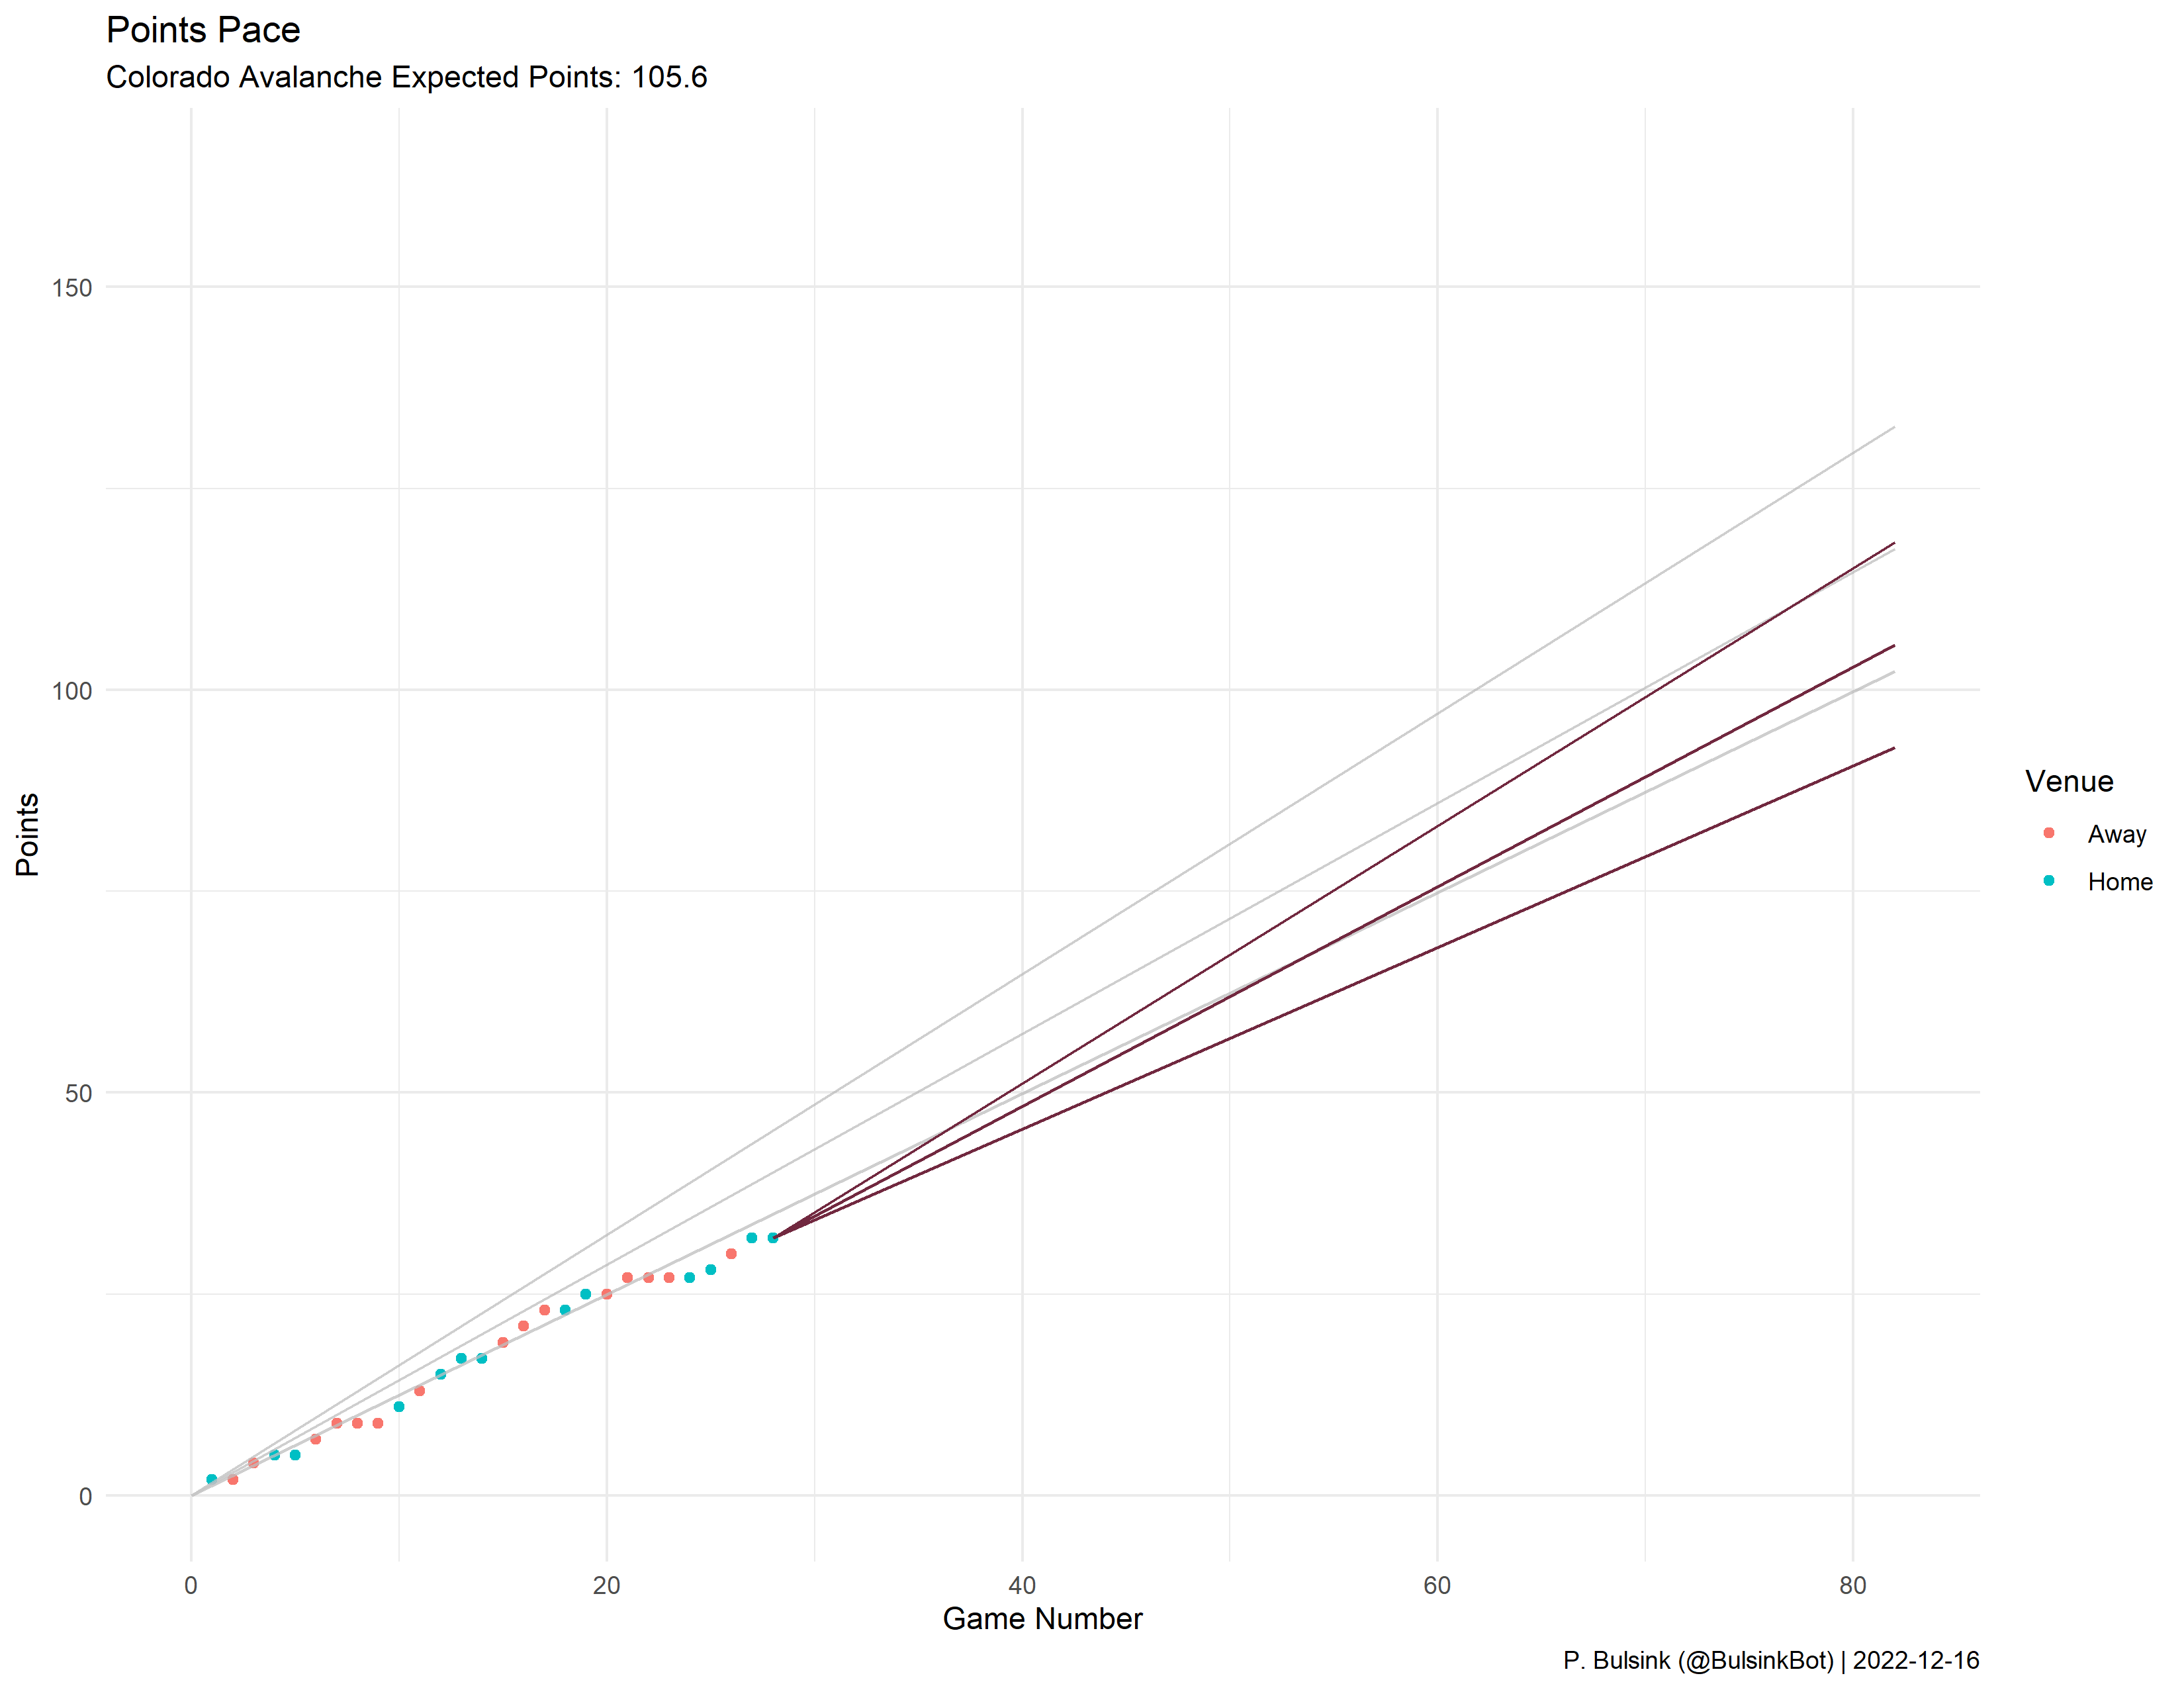 Points Pace
Colorado Avalanche Expected Points: 105.6
150
100
50
0
Points
0 20 40 60 80
Game Number
Venue
Away
Home
P. Bulsink (@BulsinkBot) | 2022-12-16